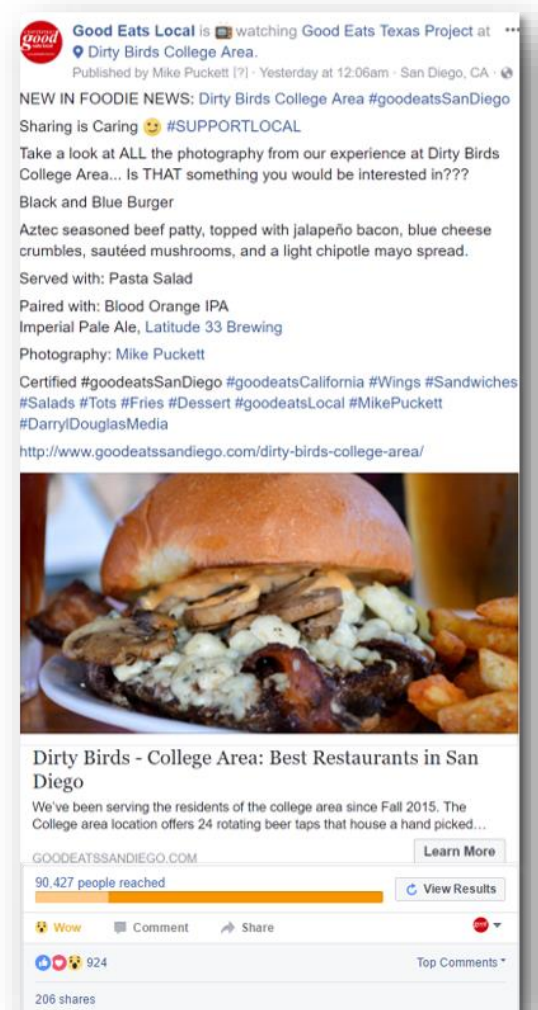 good
Good Eats Local is watching Good Eats Texas Project at
Dirty Birds College Area.
Published by Mike Puckett [?] · Yesterday at 12:06am · San Diego, CA ·
NEW IN FOODIE NEWS: Dirty Birds College Area #goodeatsSanDiego
Sharing is Caring #SUPPORTLOCAL
Take a look at ALL the photography from our experience at Dirty Birds
College Area... Is THAT something you would be interested in???
Black and Blue Burger
Aztec seasoned beef patty, topped with jalapeño bacon, blue cheese
crumbles, sautéed mushrooms, and a light chipotle mayo spread.
Served with: Pasta Salad
Paired with: Blood Orange IPA
Imperial Pale Ale, Latitude 33 Brewing
Photography: Mike Puckett
Certified #goodeatsSanDiego #goodeatsCalifornia #Wings #Sandwiches
#Salads #Tots #Fries #Dessert #goodeatsLocal #MikePuckett
#DarrylDouglasMedia
http://www.goodeatssandiego.com/dirty-birds-college-area/
Dirty Birds - College Area: Best Restaurants in San
Diego
We've been serving the residents of the college area since Fall 2015. The
College area location offers 24 rotating beer taps that house a hand picked...
GOODEATSSANDIEGO.COM
Learn More
90,427 people reached
View Results
Wow Comment Share
924
Top Comments
206 shares